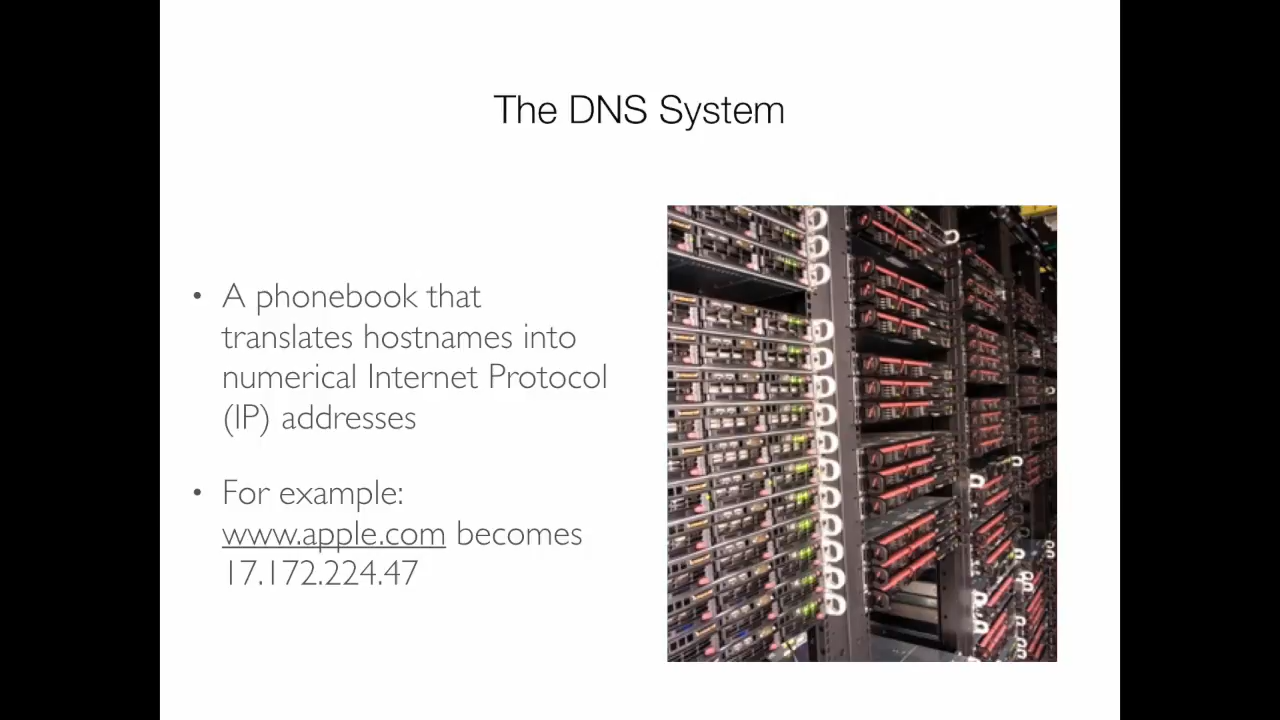 The DNS System
• A phonebook that
translates hostnames into
numerical Internet Protocol
(IP) addresses
• For example:
www.apple.com becomes
17.172.224.47